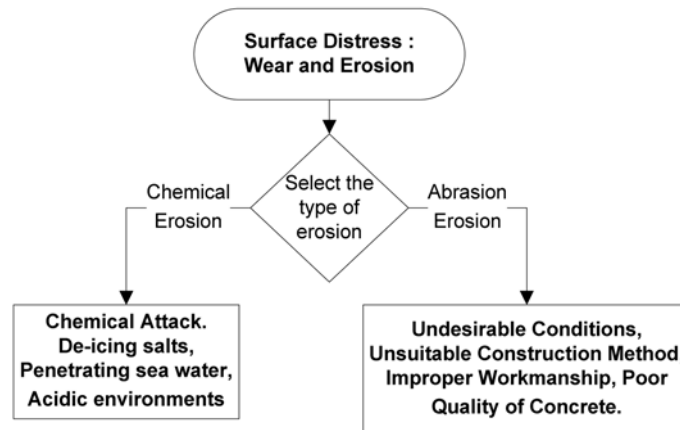 Surface Distress :
Wear and Erosion
Select the
type of
erosion
Chemical
Erosion
Abrasion
Erosion
Chemical Attack.
De-icing salts,
Penetrating sea water,
Acidic environments
Undesirable Conditions,
Unsuitable Construction Method
Improper Workmanship, Poor
Quality of Concrete.